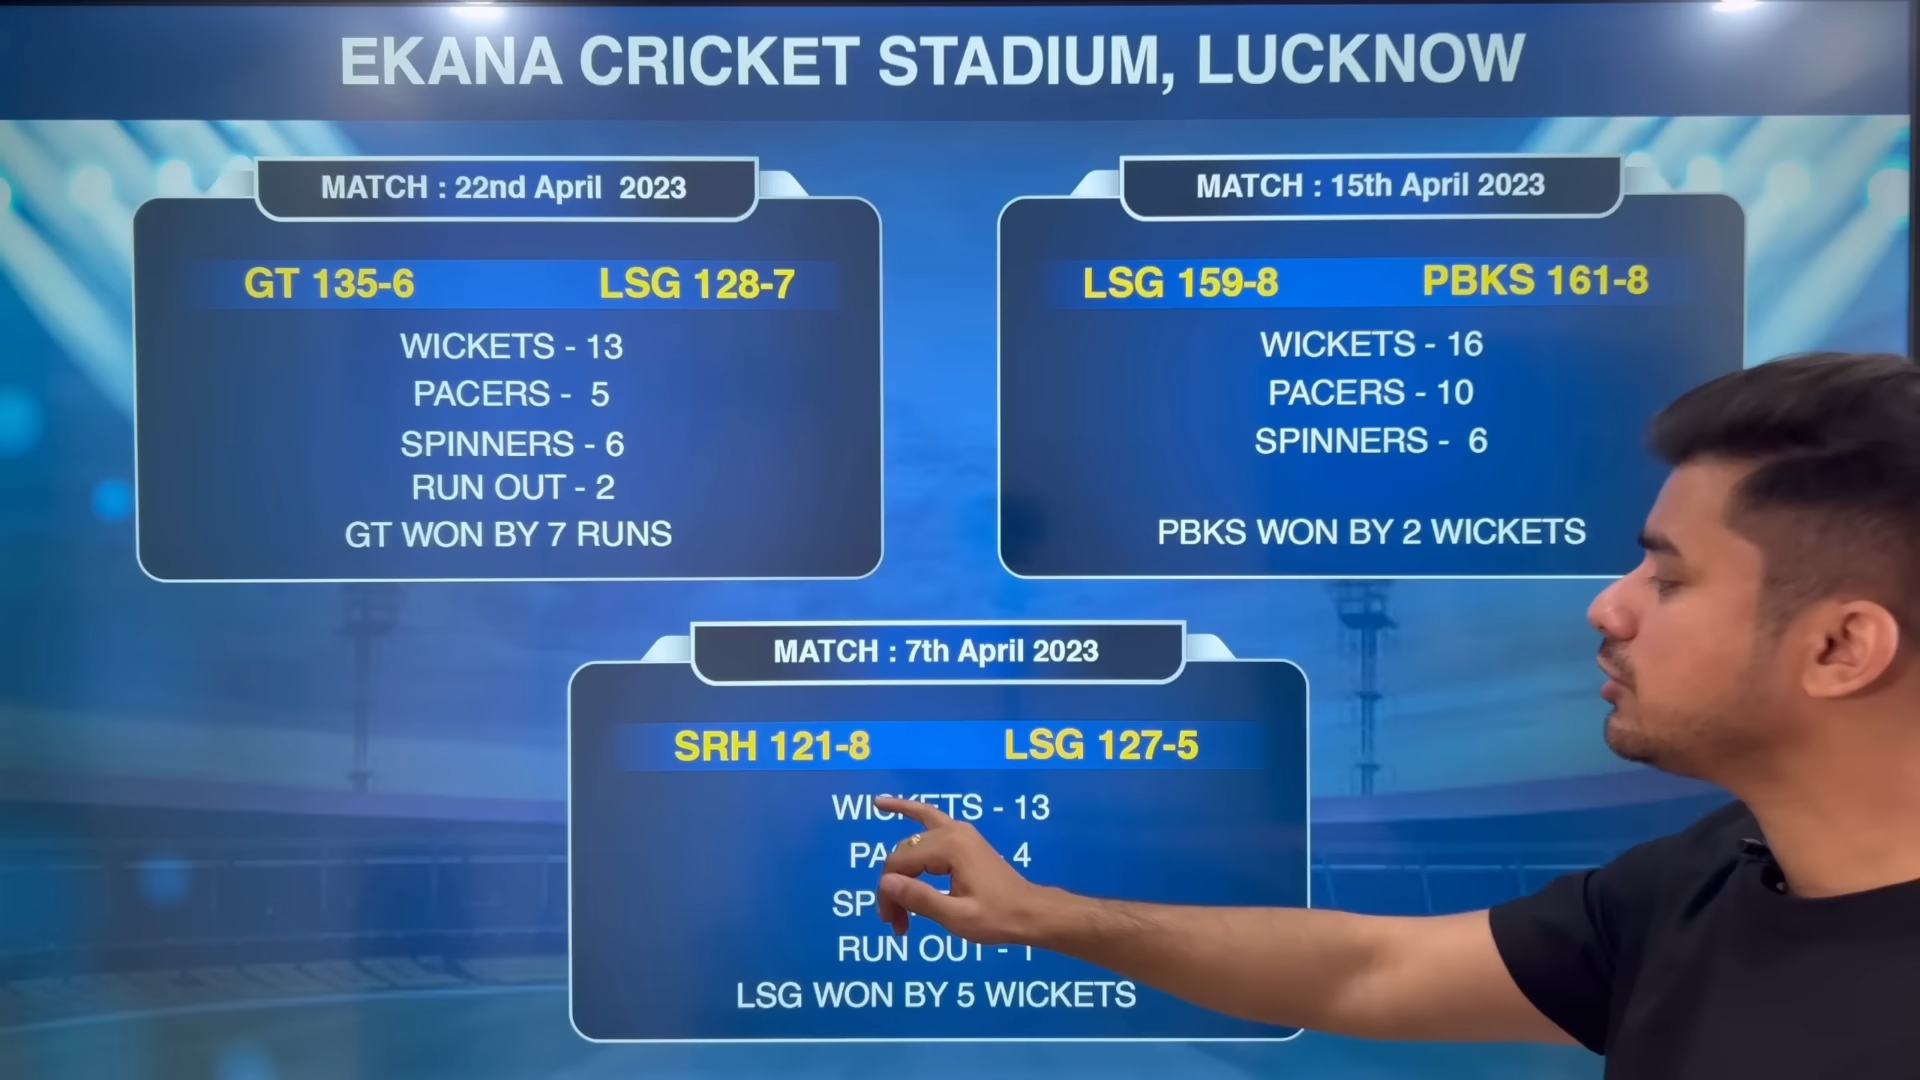 EKANA CRICKET STADIUM, LUCKNOW
MATCH : 22nd April 2023
GT 135-6 LSG 128-7
WICKETS - 13
PACERS - 5
SPINNERS - 6
RUN OUT - 2
GT WON BY 7 RUNS
MATCH : 15th April 2023
LSG 159-8 PBKS 161-8
WICKETS - 16
PACERS - 10
SPINNERS - 6
PBKS WON BY 2 WICKETS
MATCH : 7th April 2023
SRH 121-8 LSG 127-5
WICKETS - 13
4
RUN OUT - 1
LSG WON BY 5 WICKETS